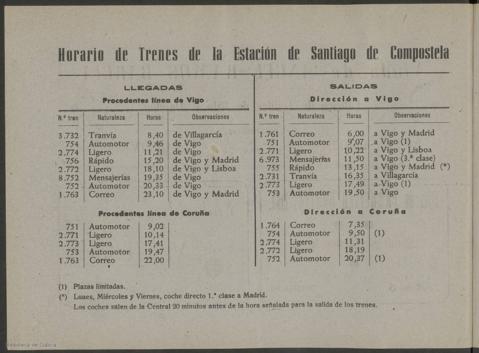 Horario de Trenes de la Estación de Santiago de Compostela
LLEGADAS
Procedentes línea de Vigo
N.º tren Naturaleza Horas Observaciones
3.732 Tranvía 8,40 de Villagarcía
754 Automotor 9,46 de Vigo
2.774 Ligero 11,21 de Vigo
756 Rápido 15,20 de Vigo y Madrid
2.772 Ligero 18,10 de Vigo y Lisboa
8.752 Mensajerías 19,35 de Vigo
752 Automotor 20,33 de Vigo
1.763 Correo 23,10 de Vigo y Madrid
Procedentes línea de Coruña
751 Automotor 9,02
2.771 Ligero 10,14
2.773 Ligero 17,41
753 Automotor 19,47
1.763 Correo 22,00
SALIDAS
Dirección a Vigo
N.º tren Naturaleza Horas Observaciones
1.761 Correo 6,00 a Vigo y Madrid
751 Automotor 9,07 a Vigo (1)
2.771 Ligero 10,22 a Vigo y Lisboa
6.973 Mensajerías 11,50 a Vigo (3.ª clase)
755 Rápido 13,15 a Vigo y Madrid (*)
2.731 Tranvía 16,35 a Villagarcía
2.773 Ligero 17,49 a Vigo (1)
753 Automotor 19,50 a Vigo
Dirección a Coruña
1.764 Correo 7,35
754 Automotor 9,50 (1)
2.774 Ligero 11,31
2.772 Ligero 18,19
752 Automotor 20,37 (1)
(1) Plazas limitadas.
(*) Lunes, Miércoles y Viernes, coche directo 1.ª clase a Madrid.
Los coches salen de la Central 20 minutos antes de la hora señalada para la salida de los trenes.